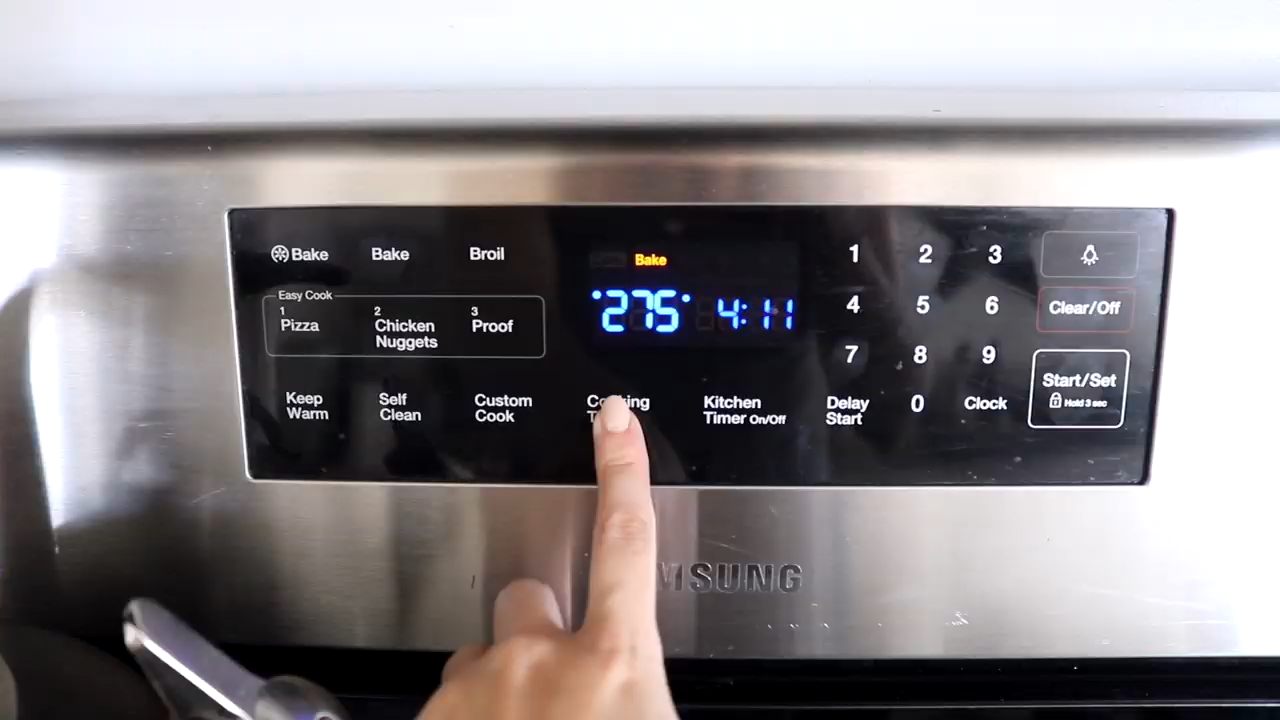 Bake Bake Broil
Bake
°275° 4:11
1 2 3
Easy Cook
1 Pizza
2 Chicken Nuggets
3 Proof
4 5 6
Clear/Off
7 8 9
Start/Set
Hold 3 sec
Keep Warm
Self Clean
Custom Cook
Kitchen Timer On/Off
Delay Start
0 Clock